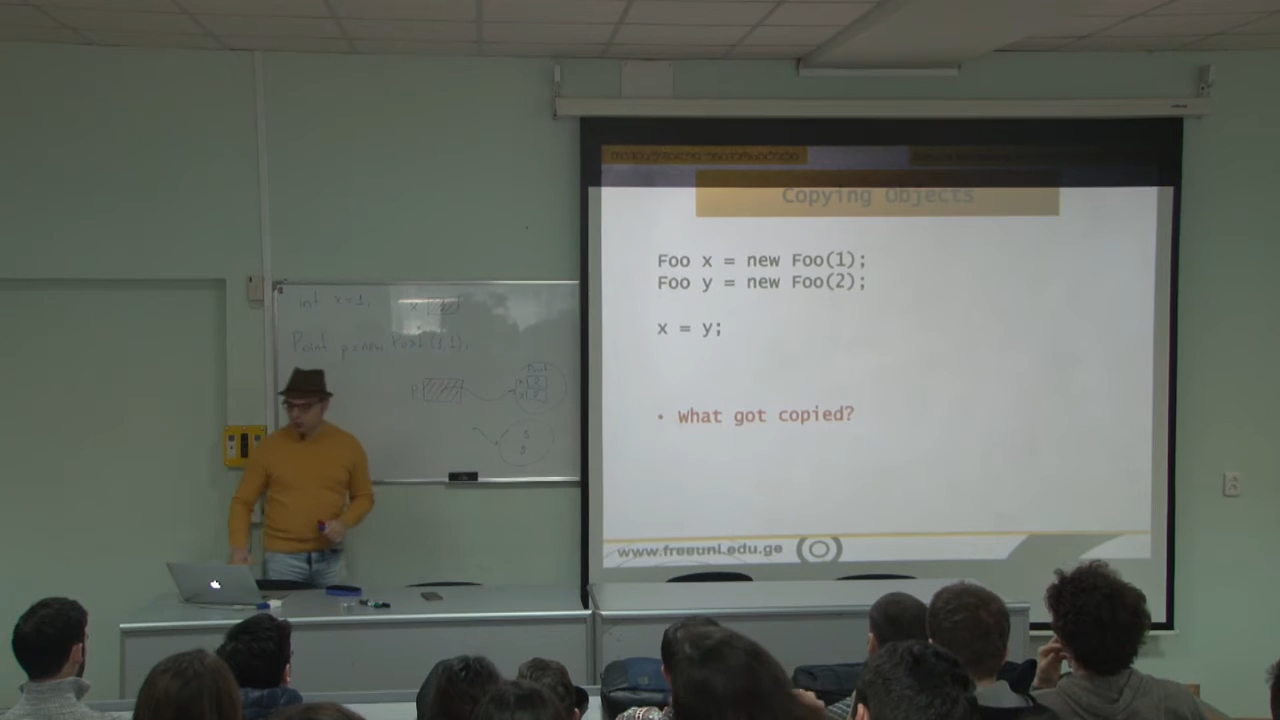 Copying Objects
Foo x = new Foo(1);
Foo y = new Foo(2);
x = y;
• What got copied?
www.freeuni.edu.ge
int x=1,
x
Point p=new Point(1,1),
P